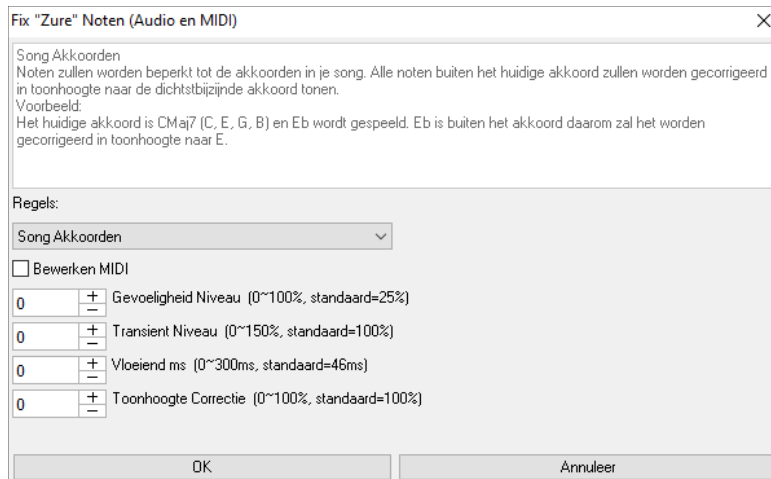 Fix "Zure" Noten (Audio en MIDI)
Song Akkoorden
Noten zullen worden beperkt tot de akkoorden in je song. Alle noten buiten het huidige akkoord zullen worden gecorrigeerd
in toonhoogte naar de dichtstbijzijnde akkoord tonen.
Voorbeeld:
Het huidige akkoord is CMaj7 (C, E, G, B) en Eb wordt gespeeld. Eb is buiten het akkoord daarom zal het worden
gecorrigeerd in toonhoogte naar E.
Regels:
Song Akkoorden
Bewerken MIDI
0 Gevoeligheid Niveau (0~100%, standaard=25%)
0 Transient Niveau (0~150%, standaard=100%)
0 Vloeiend ms (0~300ms, standaard=46ms)
0 Toonhoogte Correctie (0~100%, standaard=100%)
OK Annuleer